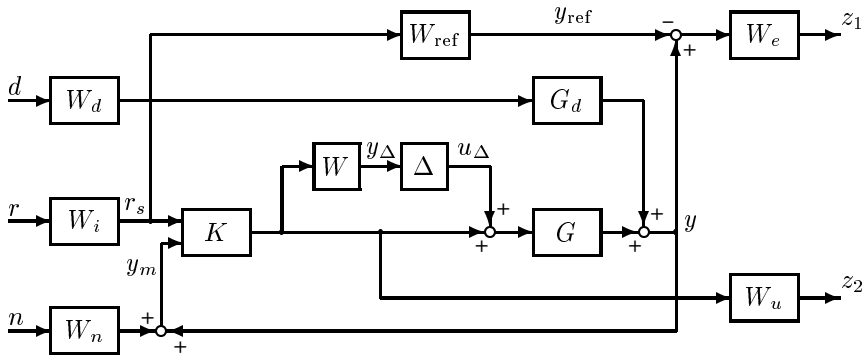 y_ref
z_1
−
W_ref
W_e
+
d
W_d
G_d
W
y_Δ
Δ
u_Δ
r
W_i
r_s
K
+
+
G
+
+
y
y_m
W_u
z_2
n
W_n
+
+